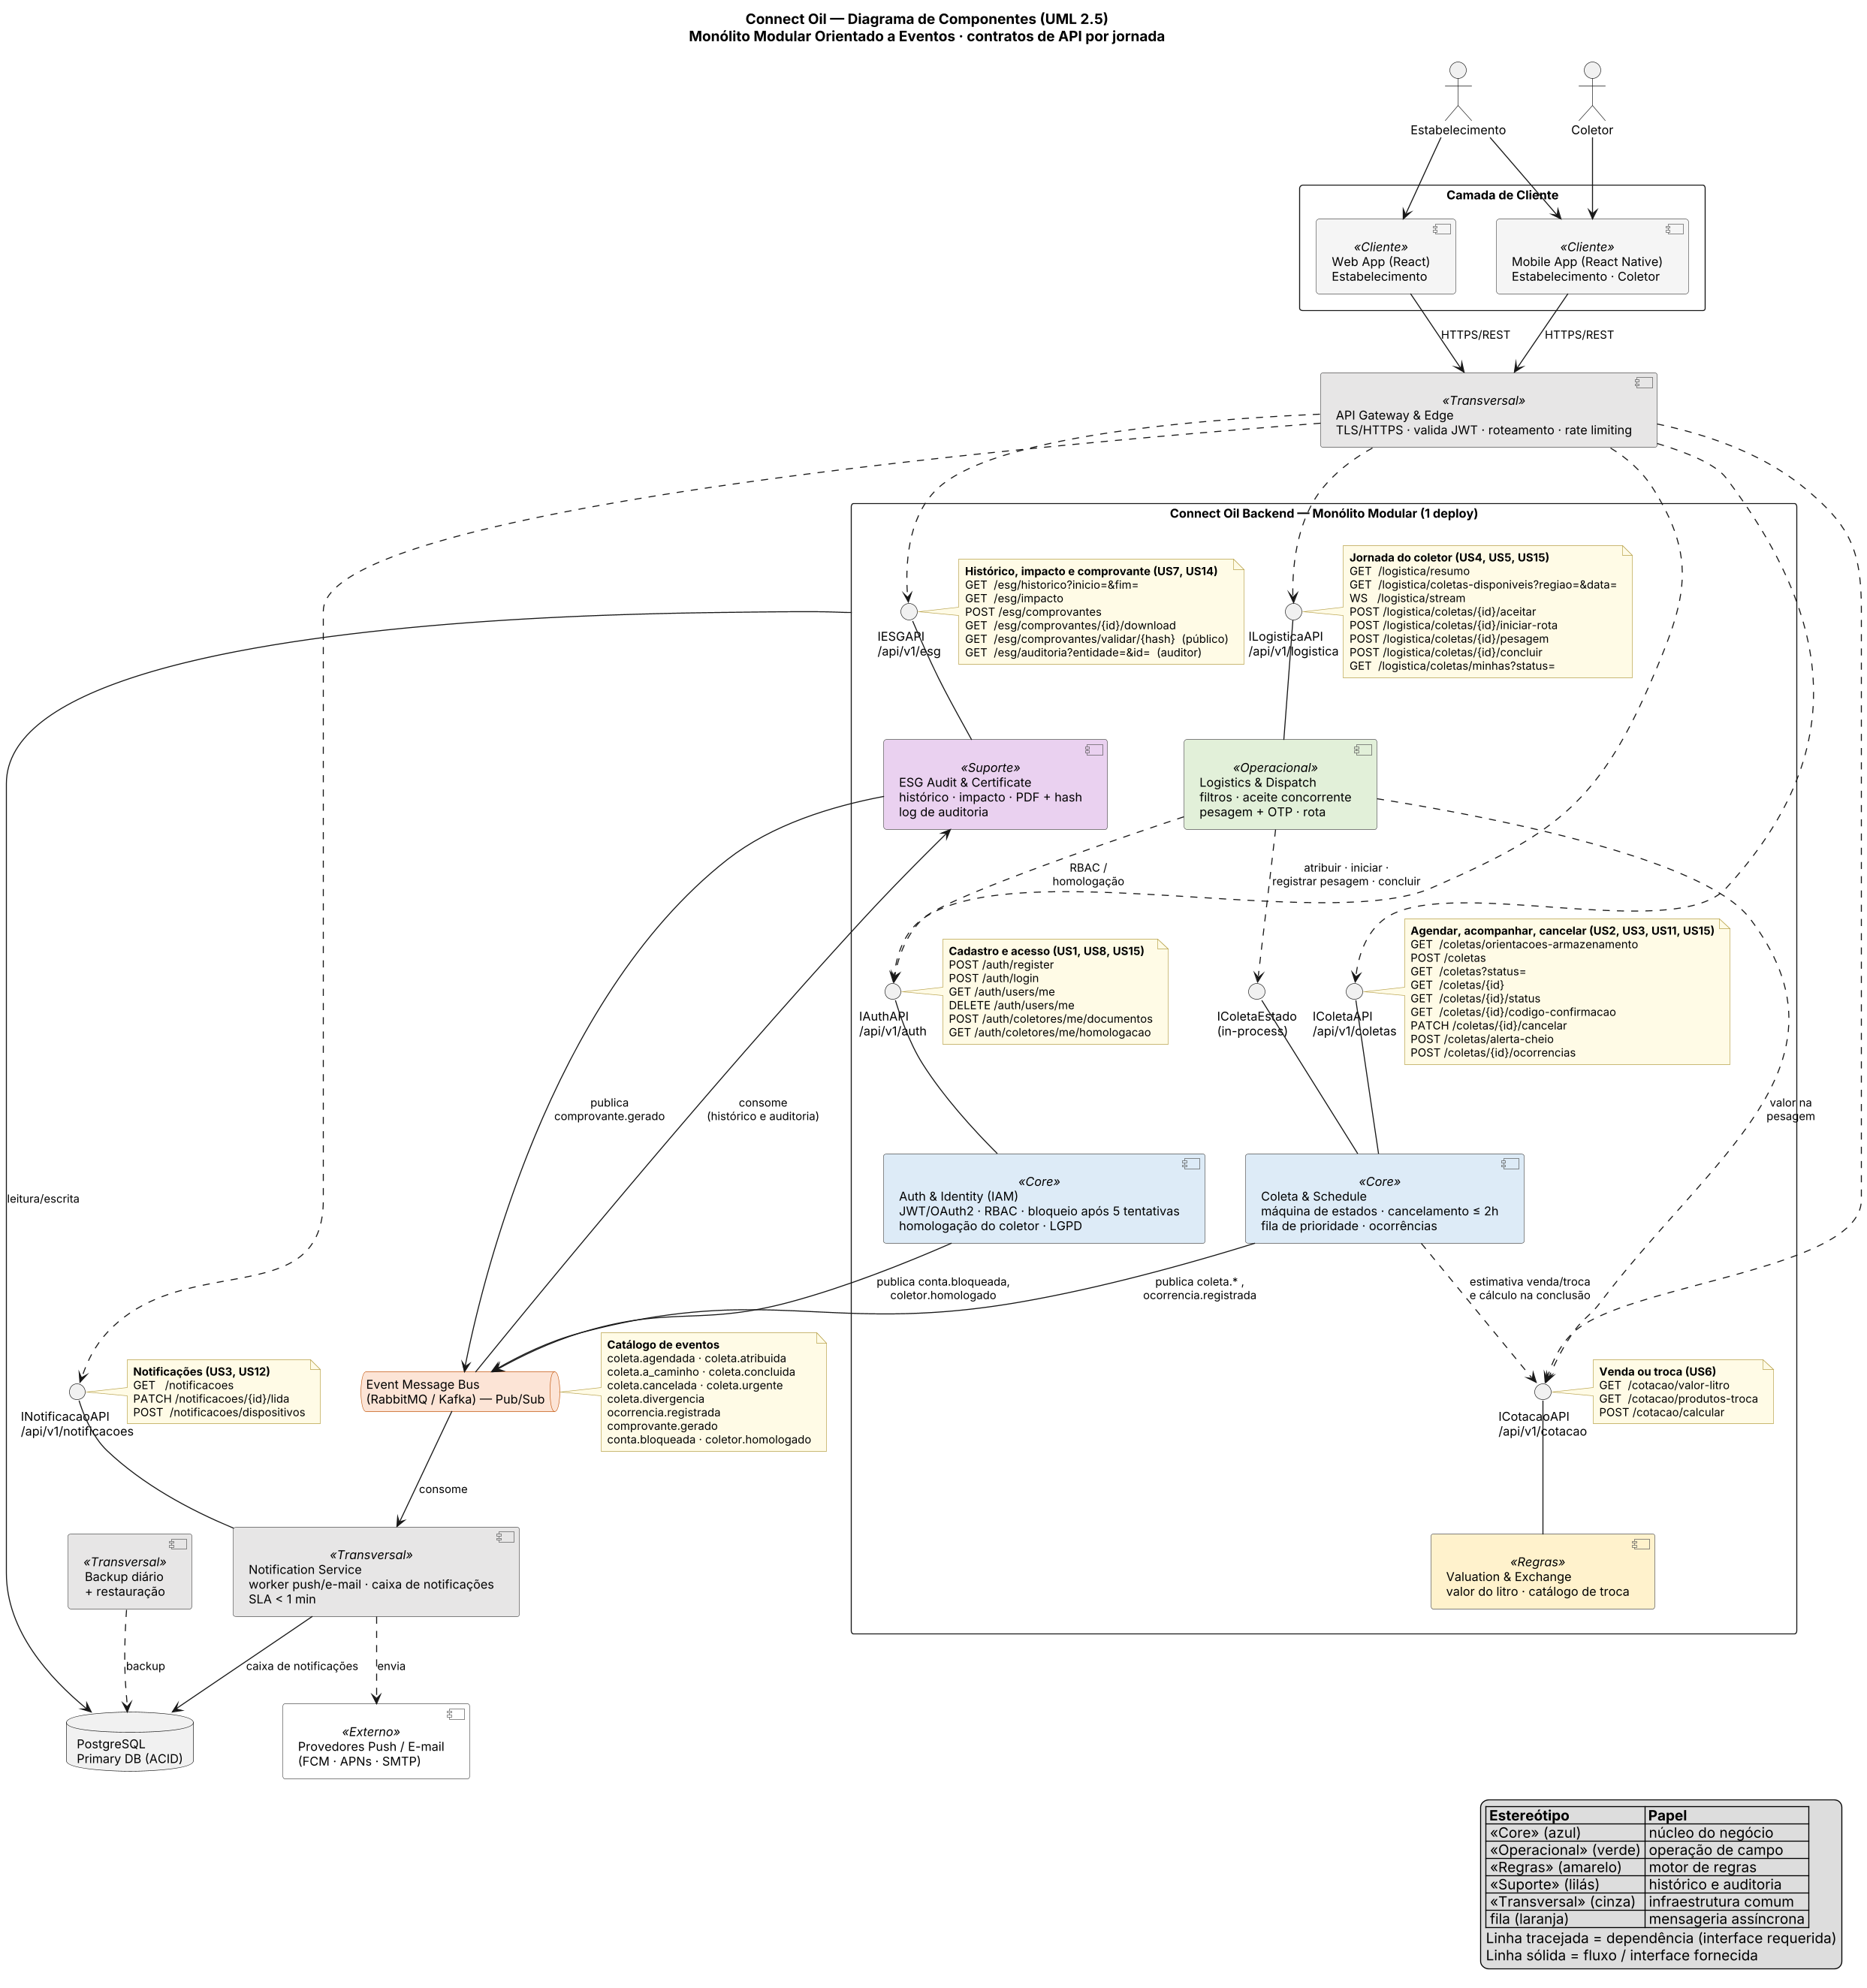 Connect Oil — Diagrama de Componentes (UML 2.5)
Monólito Modular Orientado a Eventos · contratos de API por jornada
Estabelecimento
Coletor
Camada de Cliente
«Cliente»
Web App (React)
Estabelecimento
«Cliente»
Mobile App (React Native)
Estabelecimento · Coletor
HTTPS/REST
HTTPS/REST
«Transversal»
API Gateway & Edge
TLS/HTTPS · valida JWT · roteamento · rate limiting
Connect Oil Backend — Monólito Modular (1 deploy)
Histórico, impacto e comprovante (US7, US14)
GET /esg/historico?inicio=&fim=
GET /esg/impacto
POST /esg/comprovantes
GET /esg/comprovantes/{id}/download
GET /esg/comprovantes/validar/{hash} (público)
GET /esg/auditoria?entidade=&id= (auditor)
IESGAPI
/api/v1/esg
Jornada do coletor (US4, US5, US15)
GET /logistica/resumo
GET /logistica/coletas-disponiveis?regiao=&data=
WS /logistica/stream
POST /logistica/coletas/{id}/aceitar
POST /logistica/coletas/{id}/iniciar-rota
POST /logistica/coletas/{id}/pesagem
POST /logistica/coletas/{id}/concluir
GET /logistica/coletas/minhas?status=
ILogisticaAPI
/api/v1/logistica
«Suporte»
ESG Audit & Certificate
histórico · impacto · PDF + hash
log de auditoria
«Operacional»
Logistics & Dispatch
filtros · aceite concorrente
pesagem + OTP · rota
RBAC /
homologação
atribuir · iniciar ·
registrar pesagem · concluir
Cadastro e acesso (US1, US8, US15)
POST /auth/register
POST /auth/login
GET /auth/users/me
DELETE /auth/users/me
POST /auth/coletores/me/documentos
GET /auth/coletores/me/homologacao
IAuthAPI
/api/v1/auth
IColetaEstado
(in-process)
IColetaAPI
/api/v1/coletas
Agendar, acompanhar, cancelar (US2, US3, US11, US15)
GET /coletas/orientacoes-armazenamento
POST /coletas
GET /coletas?status=
GET /coletas/{id}
GET /coletas/{id}/status
GET /coletas/{id}/codigo-confirmacao
PATCH /coletas/{id}/cancelar
POST /coletas/alerta-cheio
POST /coletas/{id}/ocorrencias
publica
comprovante.gerado
consome
(histórico e auditoria)
valor na
pesagem
leitura/escrita
«Core»
Auth & Identity (IAM)
JWT/OAuth2 · RBAC · bloqueio após 5 tentativas
homologação do coletor · LGPD
«Core»
Coleta & Schedule
máquina de estados · cancelamento ≤ 2h
fila de prioridade · ocorrências
publica conta.bloqueada,
coletor.homologado
publica coleta.* ,
ocorrencia.registrada
estimativa venda/troca
e cálculo na conclusão
Notificações (US3, US12)
GET /notificacoes
PATCH /notificacoes/{id}/lida
POST /notificacoes/dispositivos
INotificacaoAPI
/api/v1/notificacoes
Event Message Bus
(RabbitMQ / Kafka) — Pub/Sub
Catálogo de eventos
coleta.agendada · coleta.atribuida
coleta.a_caminho · coleta.concluida
coleta.cancelada · coleta.urgente
coleta.divergencia
ocorrencia.registrada
comprovante.gerado
conta.bloqueada · coletor.homologado
Venda ou troca (US6)
GET /cotacao/valor-litro
GET /cotacao/produtos-troca
POST /cotacao/calcular
ICotacaoAPI
/api/v1/cotacao
consome
«Transversal»
Backup diário
+ restauração
«Transversal»
Notification Service
worker push/e-mail · caixa de notificações
SLA < 1 min
«Regras»
Valuation & Exchange
valor do litro · catálogo de troca
backup
caixa de notificações
envia
PostgreSQL
Primary DB (ACID)
«Externo»
Provedores Push / E-mail
(FCM · APNs · SMTP)
Estereótipo Papel
«Core» (azul) núcleo do negócio
«Operacional» (verde) operação de campo
«Regras» (amarelo) motor de regras
«Suporte» (lilás) histórico e auditoria
«Transversal» (cinza) infraestrutura comum
fila (laranja) mensageria assíncrona
Linha tracejada = dependência (interface requerida)
Linha sólida = fluxo / interface fornecida